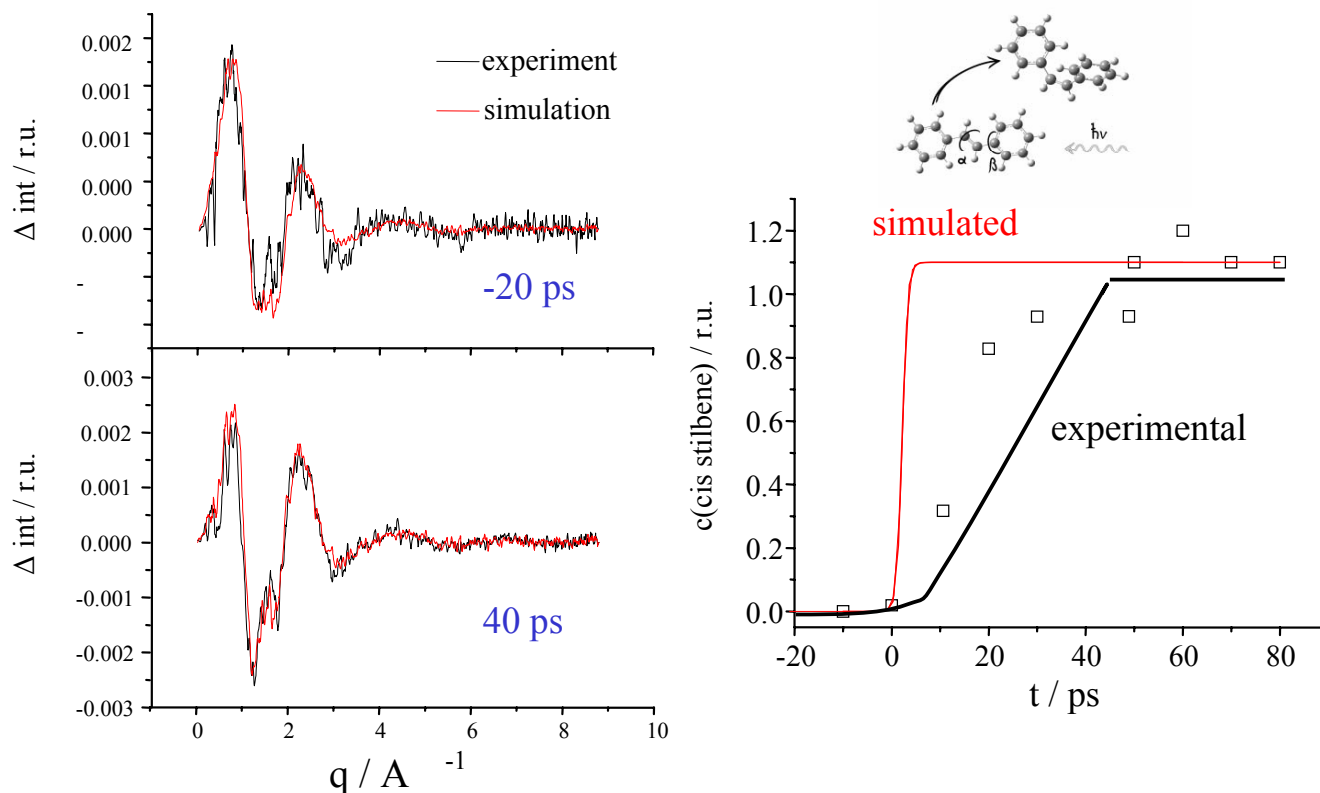 0.002
0.001
0.001
0.000
0.000
-
-
Δ int / r.u.
experiment
simulation
-20 ps
0.003
0.002
0.001
0.000
-0.001
-0.002
-0.003
Δ int / r.u.
40 ps
0 2 4 6 8 10
q / A -1
α
β
ħν
simulated
1.2
1.0
0.8
0.6
0.4
0.2
0.0
c(cis stilbene) / r.u.
experimental
-20 0 20 40 60 80
t / ps